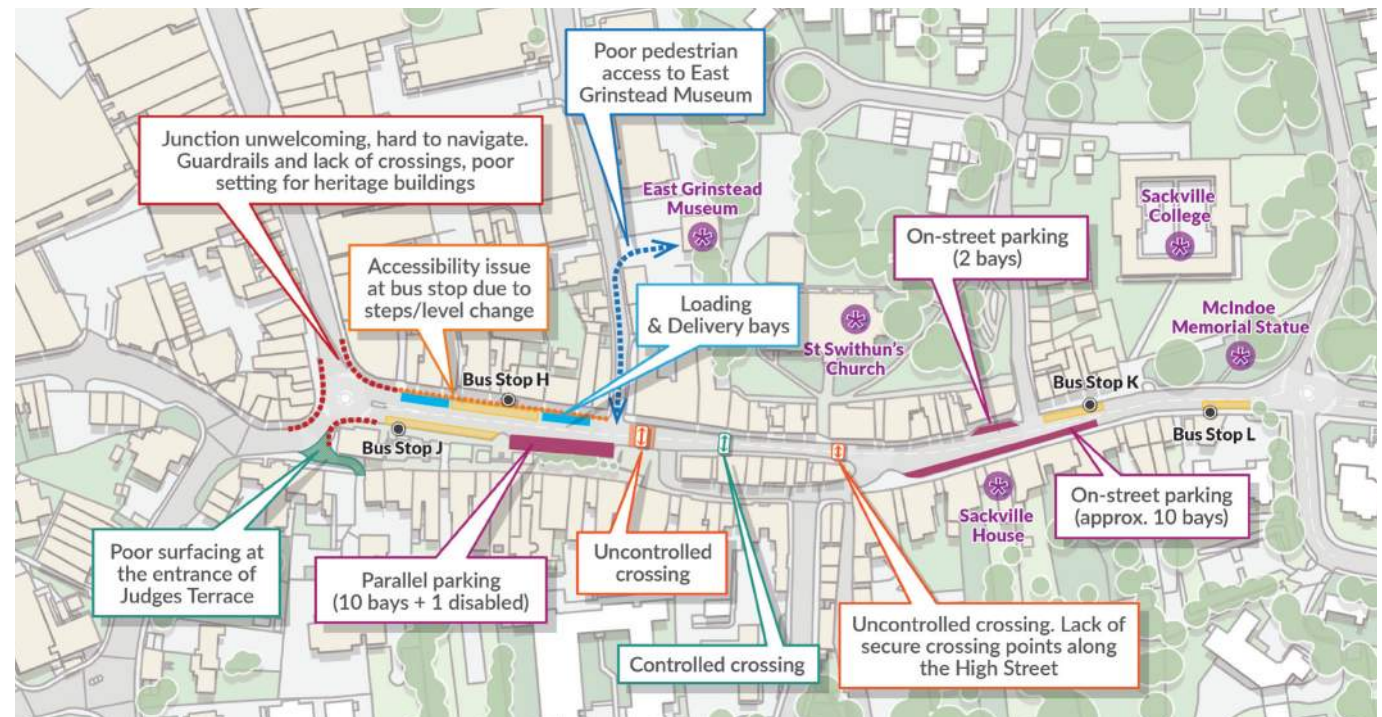 Poor pedestrian
access to East
Grinstead Museum
Junction unwelcoming, hard to navigate.
Guardrails and lack of crossings, poor
setting for heritage buildings
East Grinstead
Museum
Sackville
College
On-street parking
(2 bays)
Accessibility issue
at bus stop due to
steps/level change
Loading
& Delivery bays
McIndoe
Memorial Statue
St Swithun's
Church
Bus Stop H
Bus Stop K
Bus Stop J
Bus Stop L
Sackville
House
On-street parking
(approx. 10 bays)
Poor surfacing at
the entrance of
Judges Terrace
Parallel parking
(10 bays + 1 disabled)
Uncontrolled
crossing
Controlled crossing
Uncontrolled crossing. Lack of
secure crossing points along
the High Street